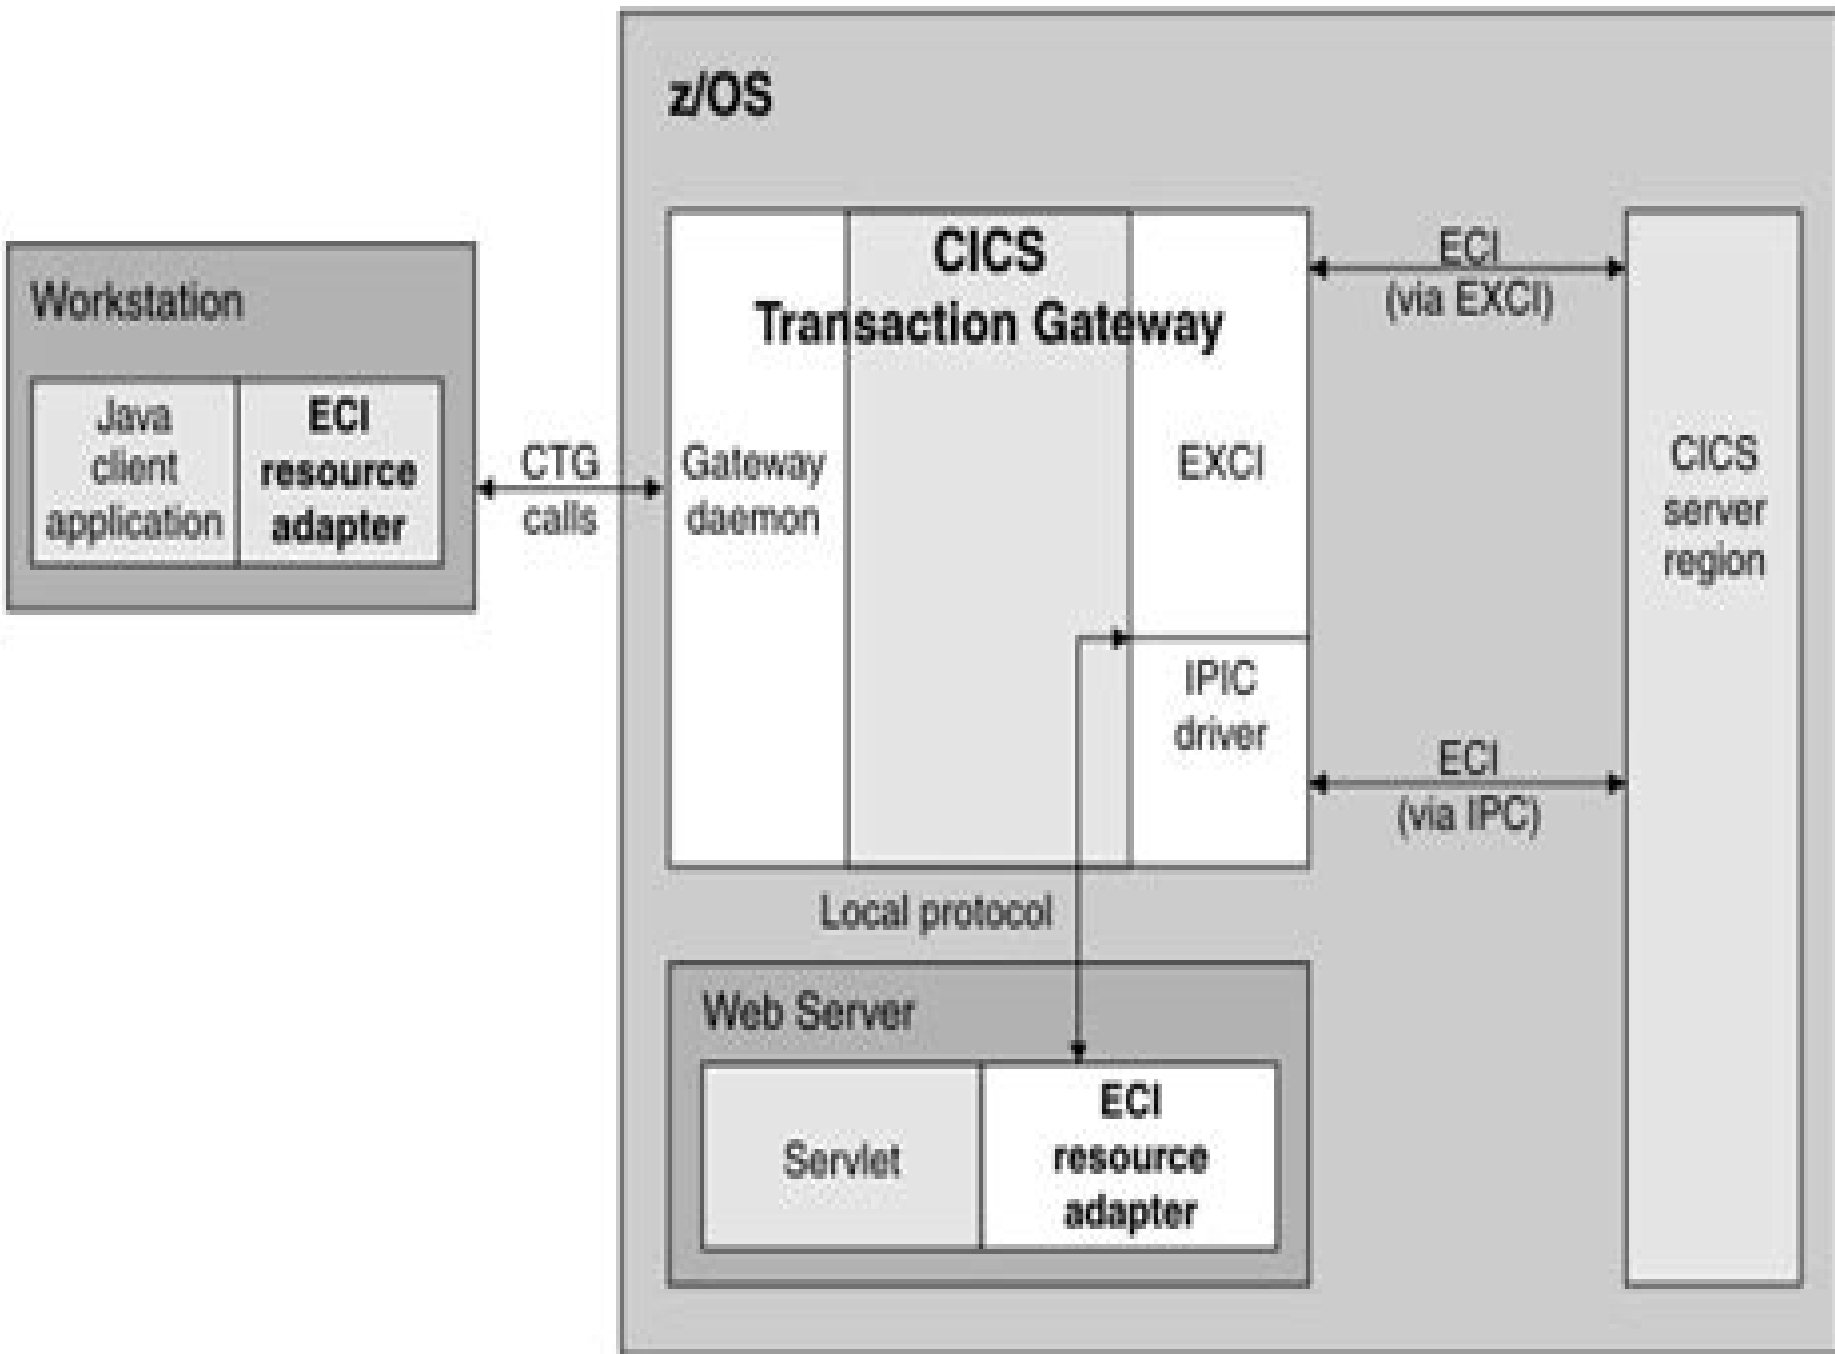 z/OS
Workstation
Java
client
application
ECI
resource
adapter
CTG
calls
CICS
Transaction Gateway
Gateway
daemon
EXCI
IPIC
driver
ECI
(via EXCI)
ECI
(via IPC)
CICS
server
region
Local protocol
Web Server
Servlet
ECI
resource
adapter